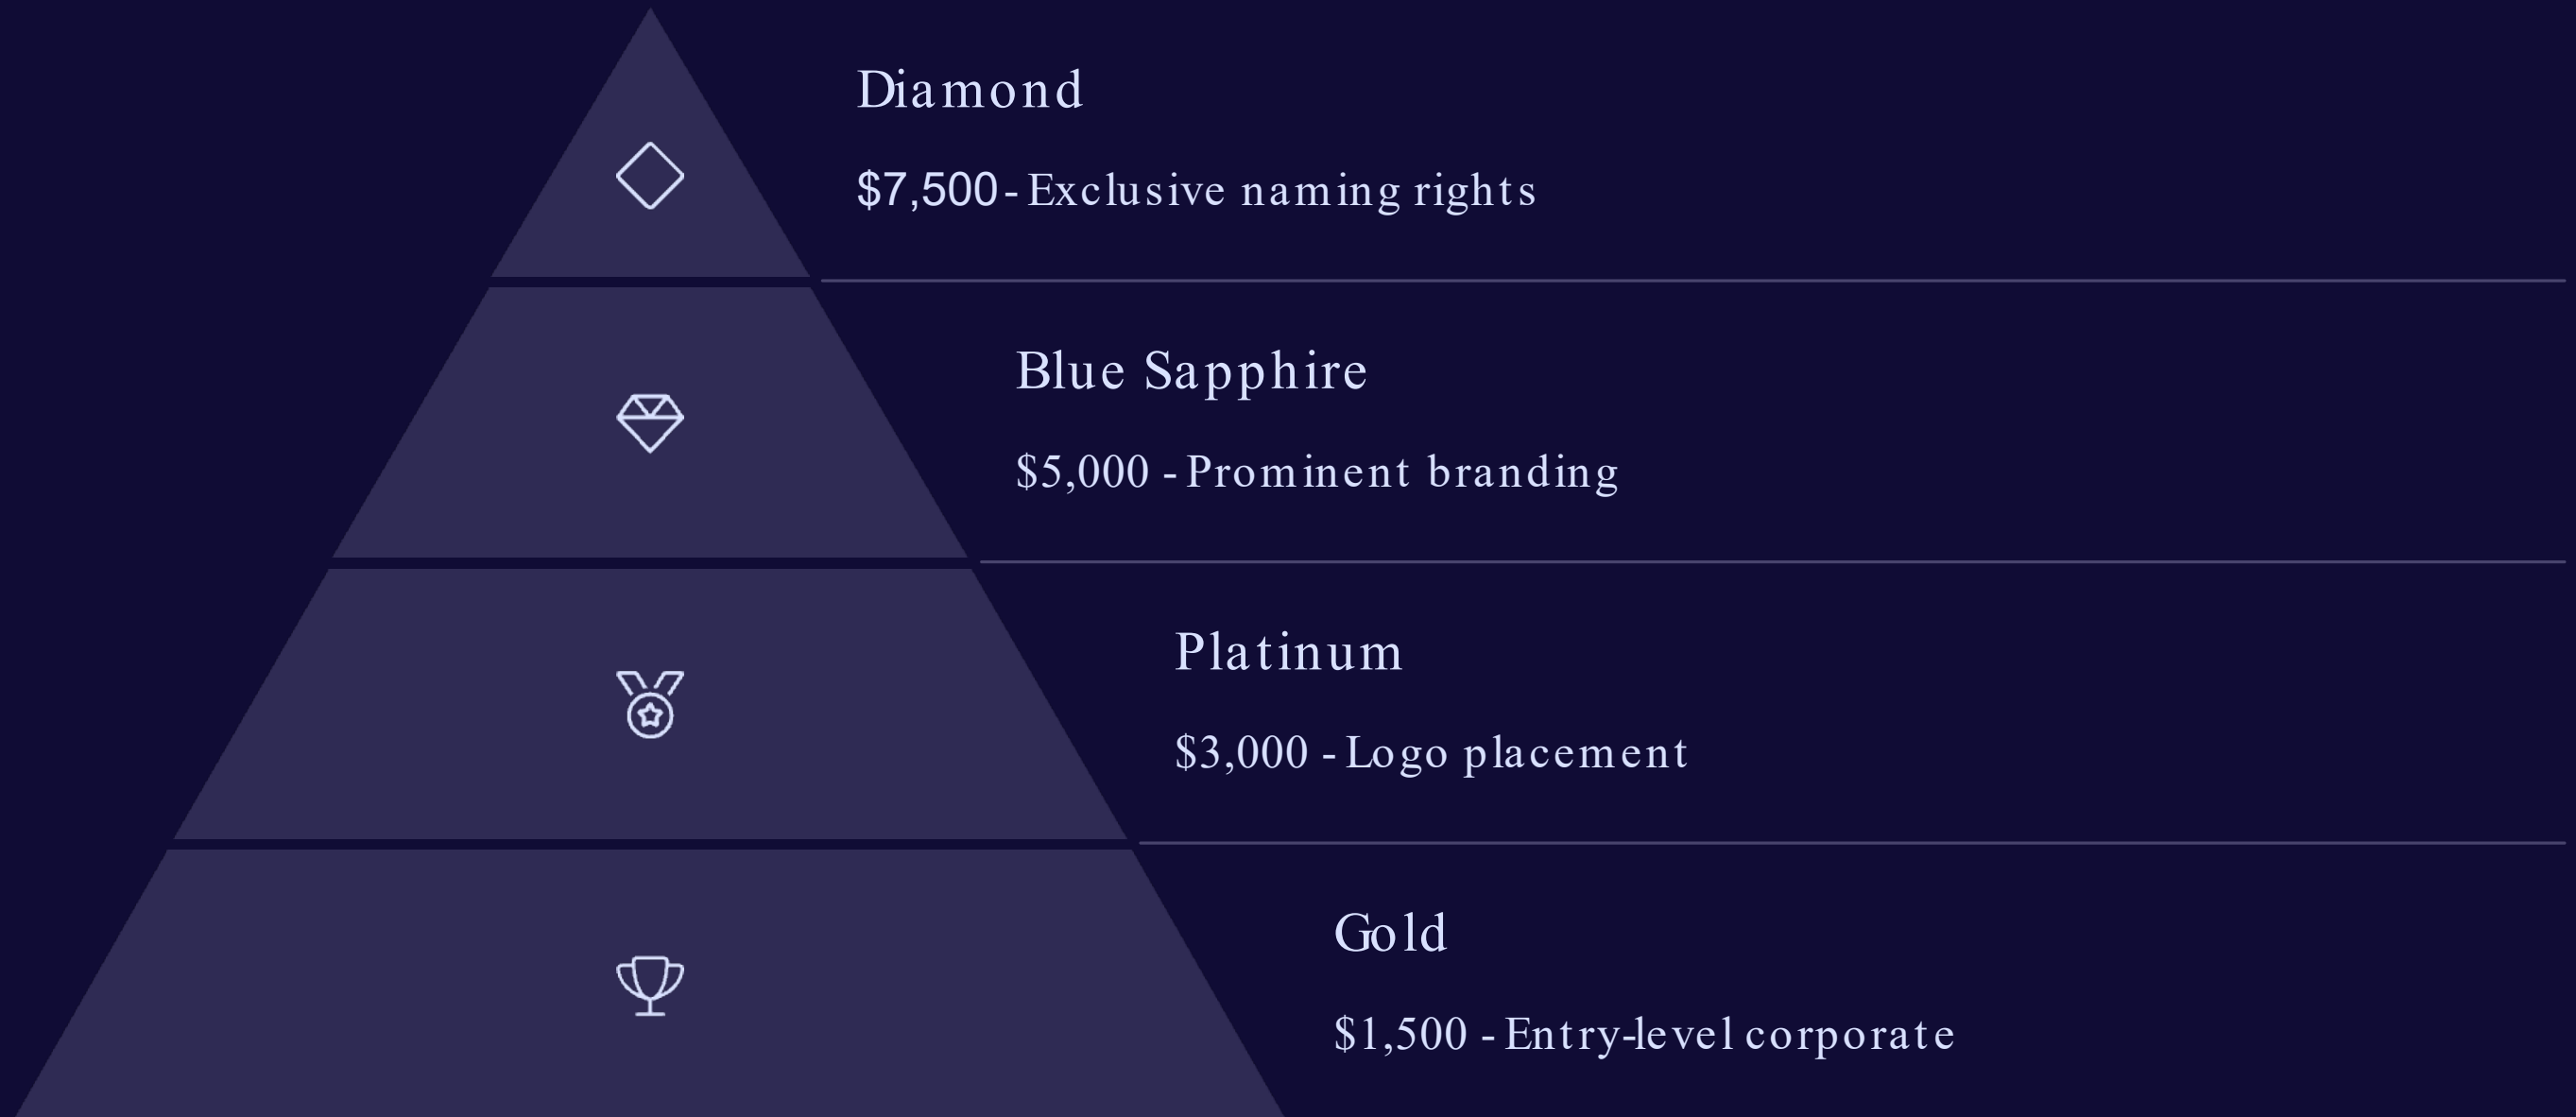 Diamond
$7,500- Exclusive naming rights
Blue Sapphire
$5,000 - Prominent branding
Platinum
$3,000 - Logo placement
Gold
$1,500 - Entry-level corporate